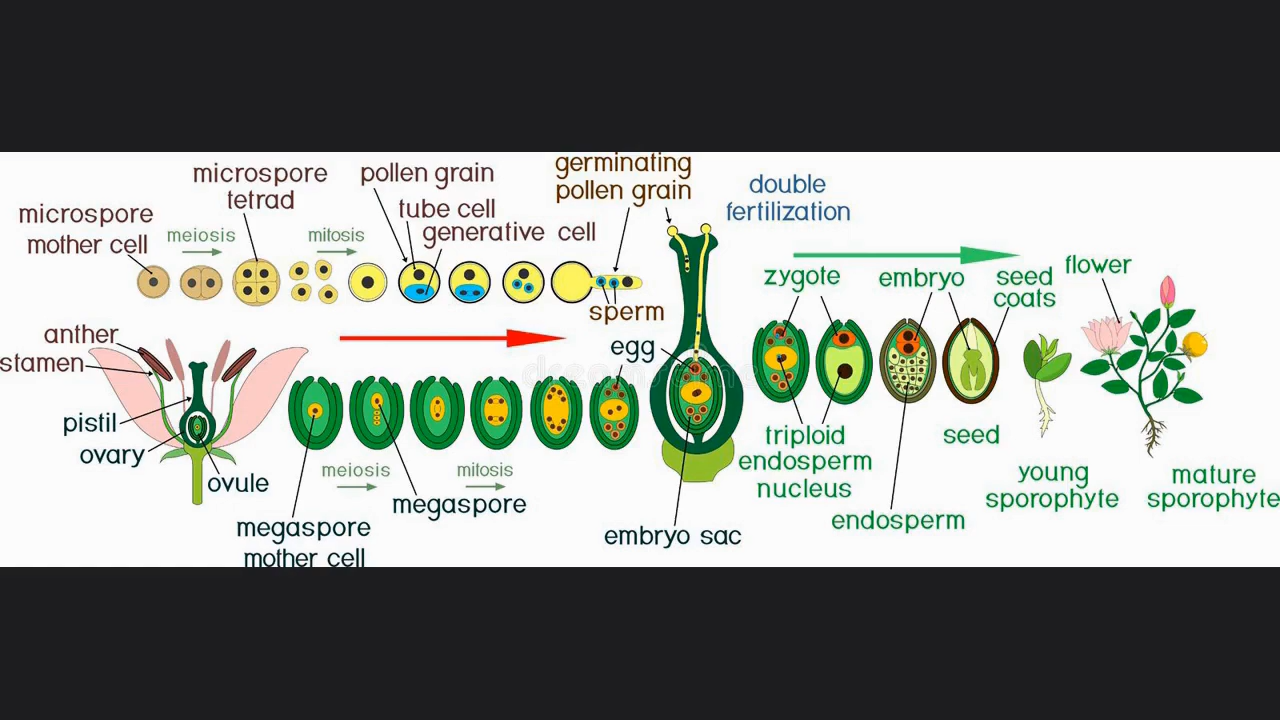 microspore
mother cell
meiosis
microspore
tetrad
mitosis
pollen grain
tube cell
generative cell
germinating
pollen grain
sperm
double
fertilization
zygote
embryo
seed
coats
flower
anther
stamen
pistil
ovary
ovule
megaspore
mother cell
meiosis
megaspore
mitosis
egg
embryo sac
triploid
endosperm
nucleus
endosperm
seed
young
sporophyte
mature
sporophyte